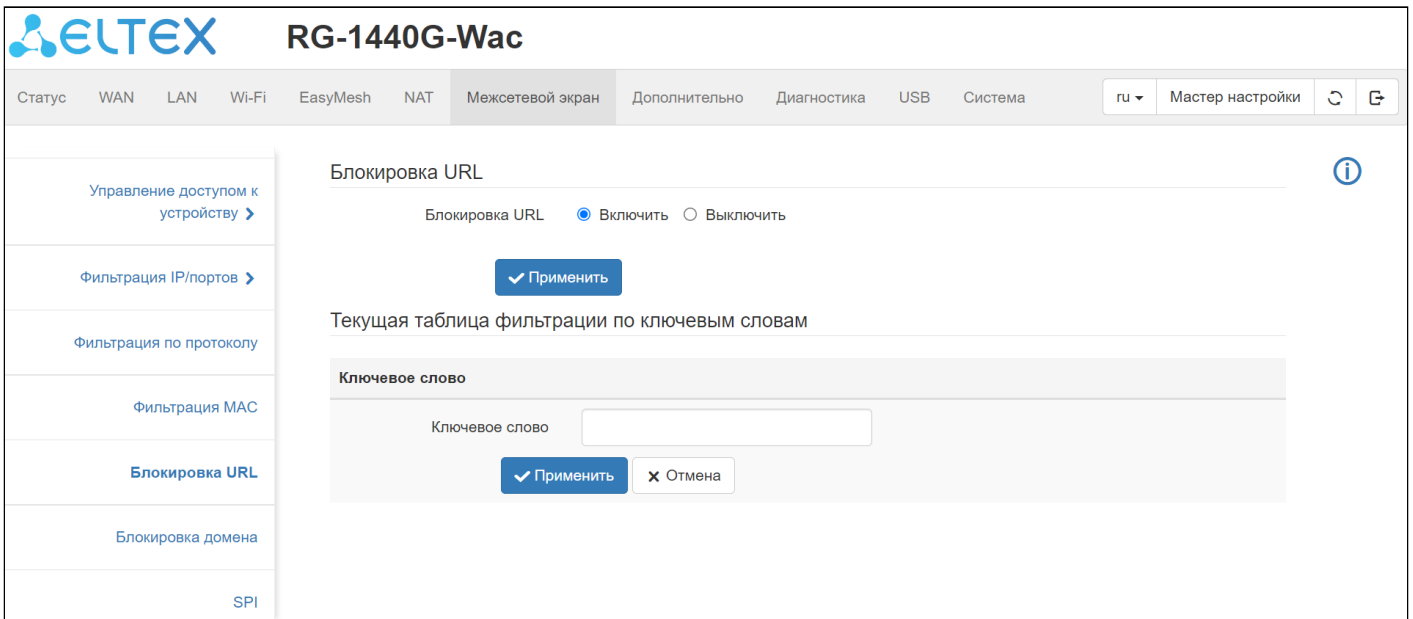 ELTEX RG-1440G-Wac
Статус WAN LAN Wi-Fi EasyMesh NAT Межсетевой экран Дополнительно Диагностика USB Система ru Мастер настройки
Управление доступом к
устройству
Фильтрация IP/портов
Фильтрация по протоколу
Фильтрация MAC
Блокировка URL
Блокировка домена
SPI
Блокировка URL
Блокировка URL Включить Выключить
Применить
Текущая таблица фильтрации по ключевым словам
Ключевое слово
Ключевое слово
Применить Отмена